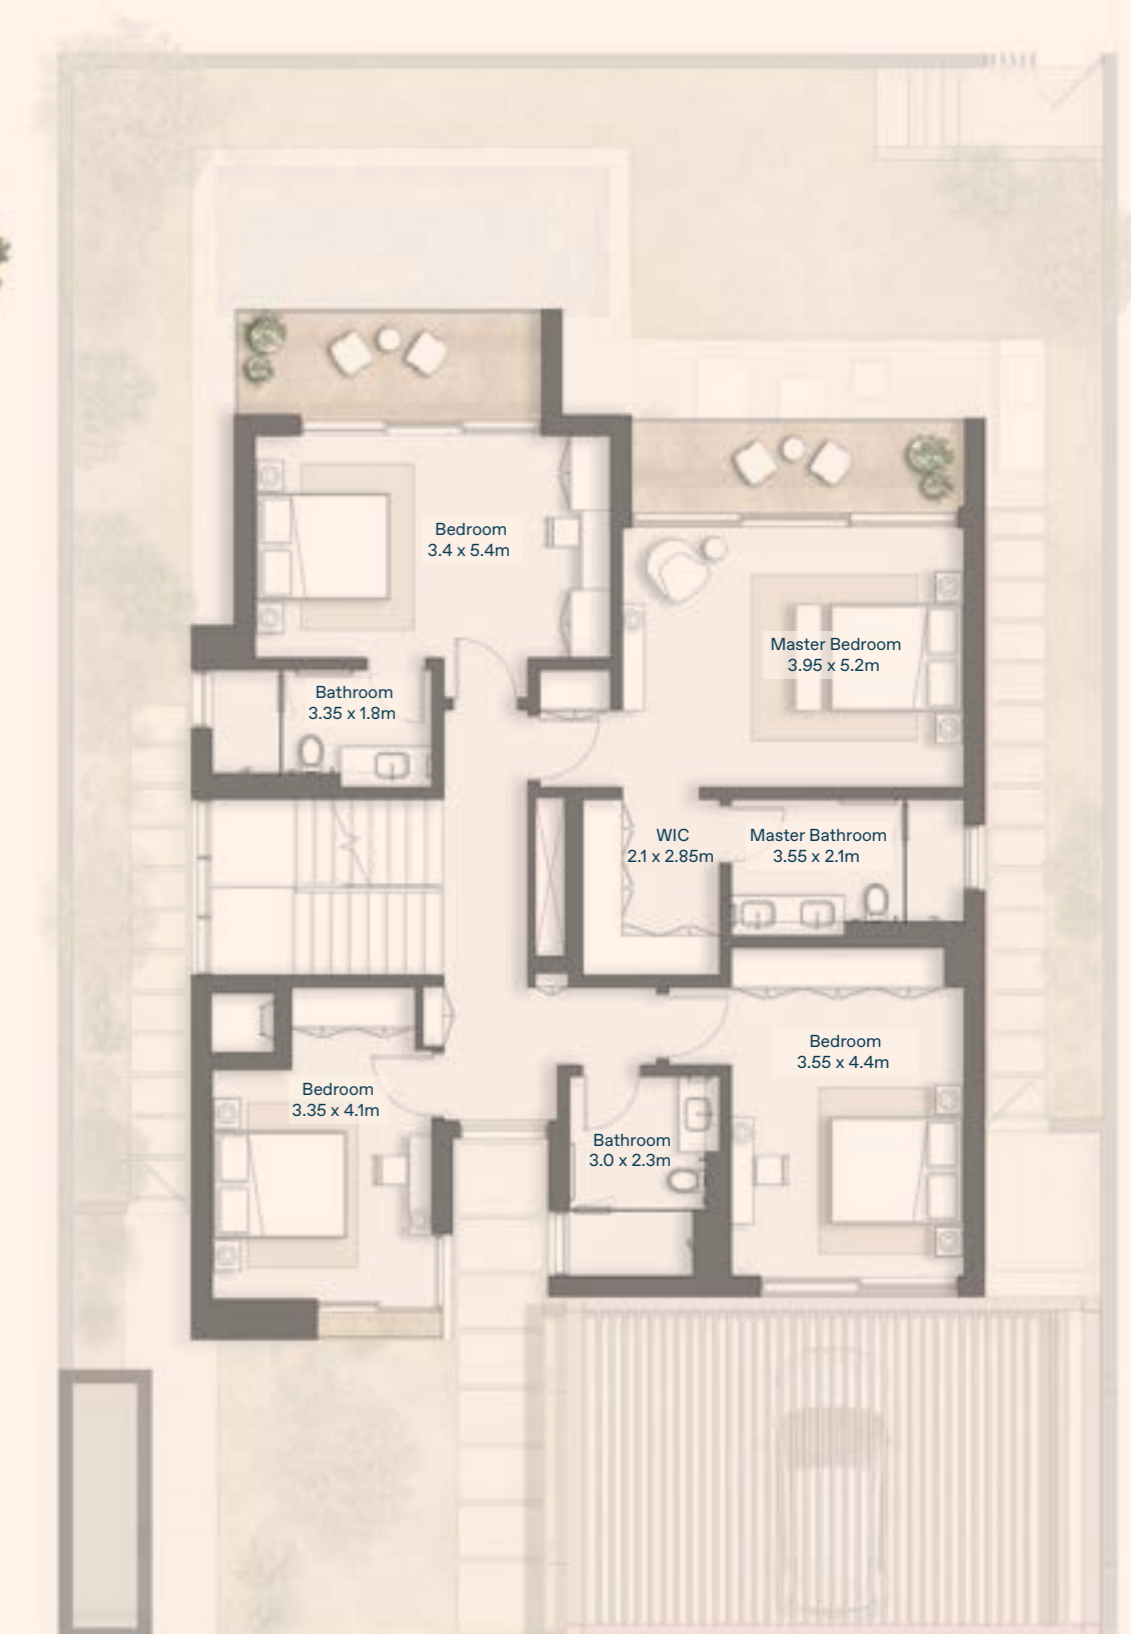 Bedroom
3.4 x 5.4m
Master Bedroom
3.95 x 5.2m
Bathroom
3.35 x 1.8m
WIC
2.1 x 2.85m
Master Bathroom
3.55 x 2.1m
Bedroom
3.55 x 4.4m
Bedroom
3.35 x 4.1m
Bathroom
3.0 x 2.3m